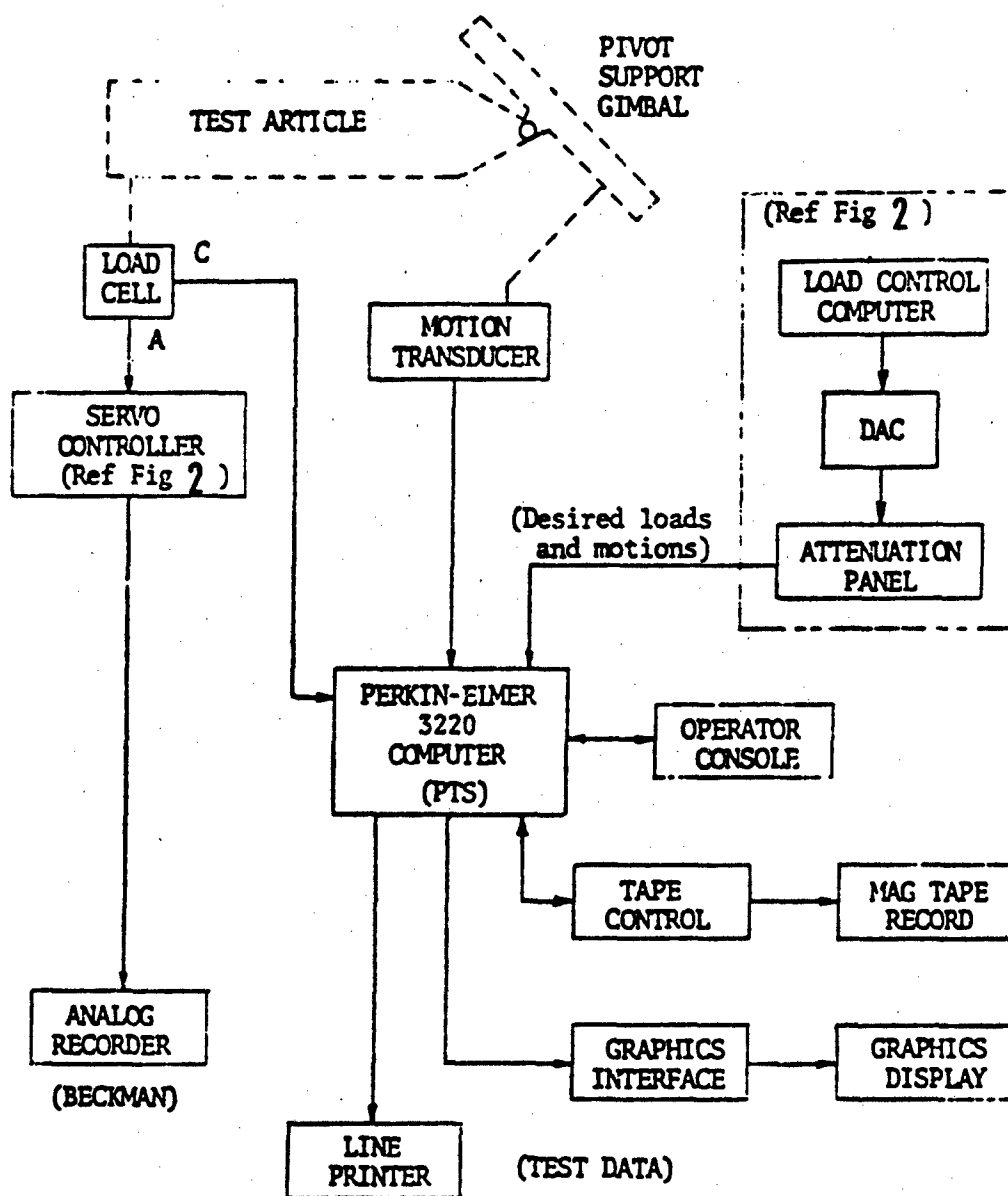 PIVOT
SUPPORT
GIMBAL
TEST ARTICLE
(Ref Fig 2 )
LOAD
CELL
C
LOAD CONTROL
COMPUTER
MOTION
TRANSDUCER
A
SERVO
CONTROLLER
(Ref Fig 2 )
DAC
(Desired loads
and motions)
ATTENUATION
PANEL
PERKIN-ELMER
3220
COMPUTER
(PTS)
OPERATOR
CONSOLE
TAPE
CONTROL
MAG TAPE
RECORD
ANALOG
RECORDER
(BECKMAN)
GRAPHICS
INTERFACE
GRAPHICS
DISPLAY
LINE
PRINTER
(TEST DATA)